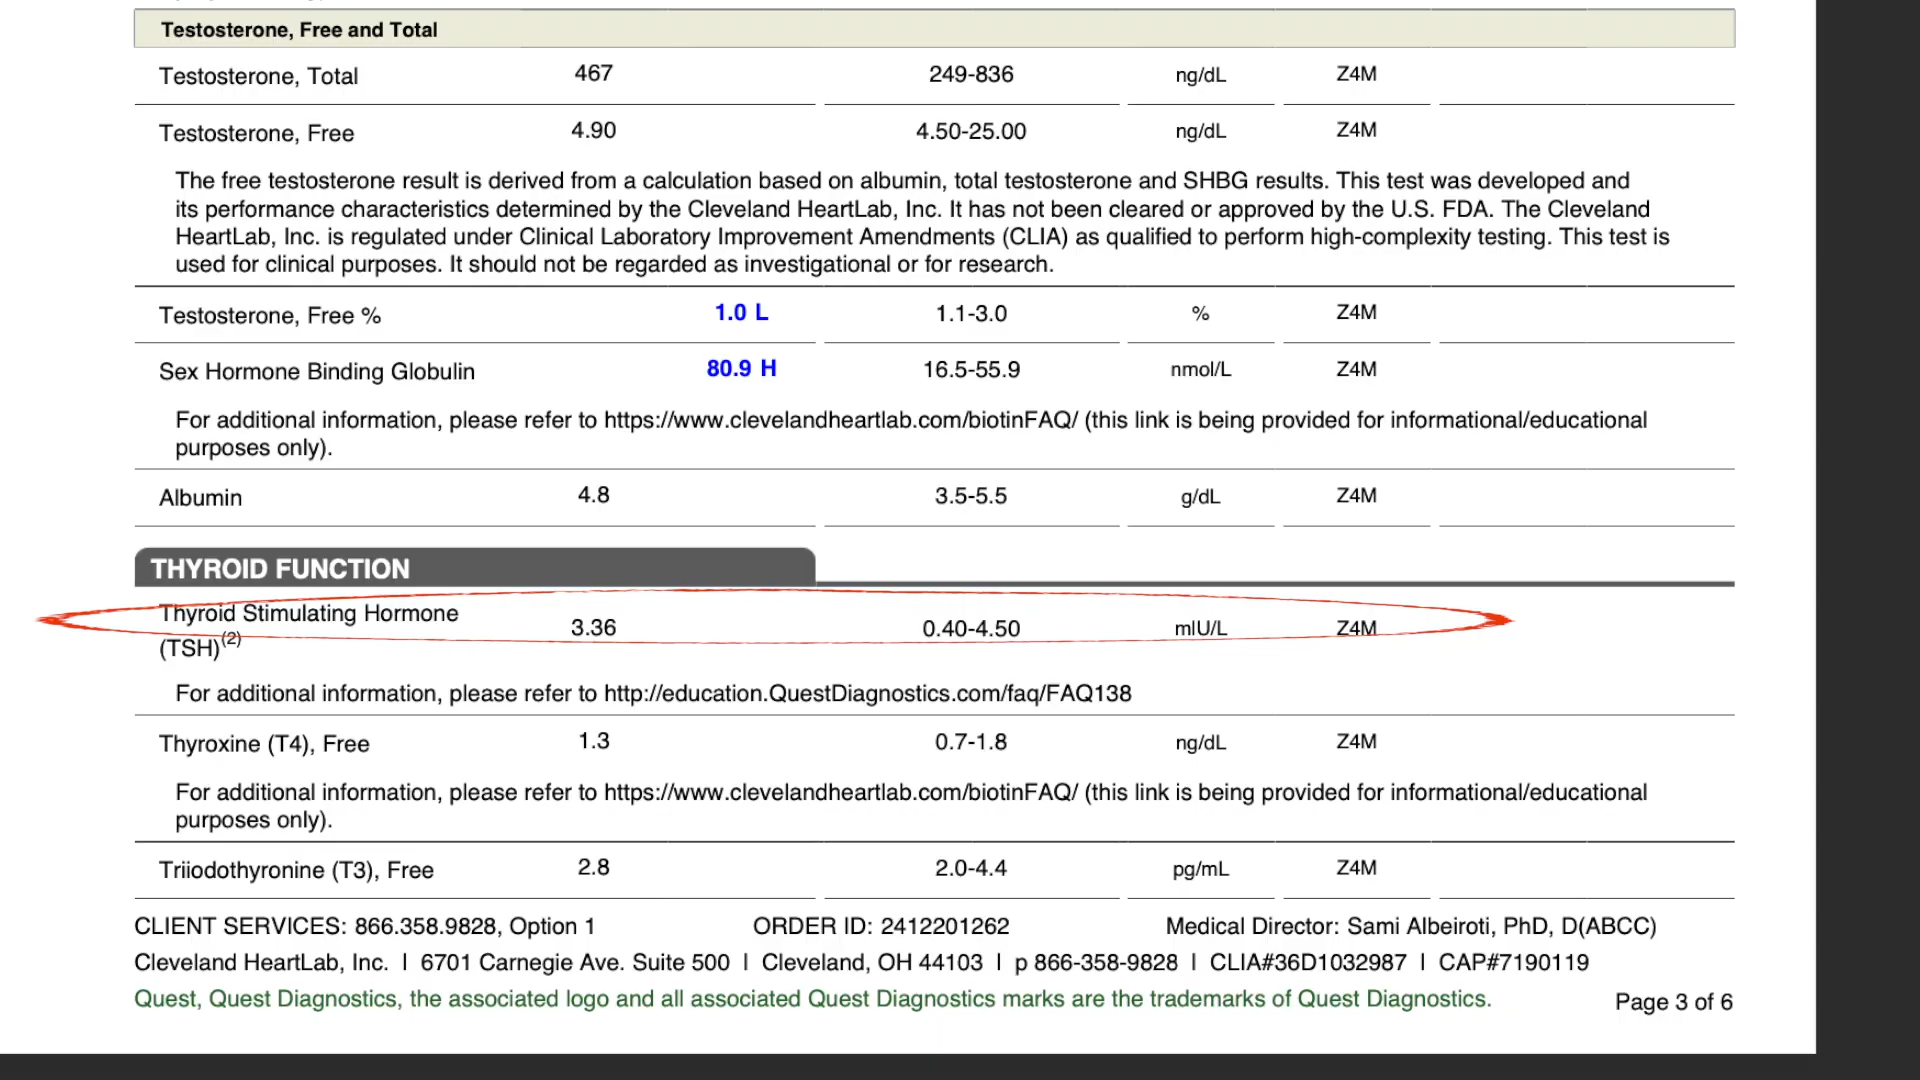 Testosterone, Free and Total
Testosterone, Total 467 249-836 ng/dL Z4M
Testosterone, Free 4.90 4.50-25.00 ng/dL Z4M
The free testosterone result is derived from a calculation based on albumin, total testosterone and SHBG results. This test was developed and
its performance characteristics determined by the Cleveland HeartLab, Inc. It has not been cleared or approved by the U.S. FDA. The Cleveland
HeartLab, Inc. is regulated under Clinical Laboratory Improvement Amendments (CLIA) as qualified to perform high-complexity testing. This test is
used for clinical purposes. It should not be regarded as investigational or for research.
Testosterone, Free % 1.0 L 1.1-3.0 % Z4M
Sex Hormone Binding Globulin 80.9 H 16.5-55.9 nmol/L Z4M
For additional information, please refer to https://www.clevelandheartlab.com/biotinFAQ/ (this link is being provided for informational/educational
purposes only).
Albumin 4.8 3.5-5.5 g/dL Z4M
THYROID FUNCTION
Thyroid Stimulating Hormone
(TSH)(2) 3.36 0.40-4.50 mIU/L Z4M
For additional information, please refer to http://education.QuestDiagnostics.com/faq/FAQ138
Thyroxine (T4), Free 1.3 0.7-1.8 ng/dL Z4M
For additional information, please refer to https://www.clevelandheartlab.com/biotinFAQ/ (this link is being provided for informational/educational
purposes only).
Triiodothyronine (T3), Free 2.8 2.0-4.4 pg/mL Z4M
CLIENT SERVICES: 866.358.9828, Option 1 ORDER ID: 2412201262 Medical Director: Sami Albeiroti, PhD, D(ABCC)
Cleveland HeartLab, Inc. | 6701 Carnegie Ave. Suite 500 | Cleveland, OH 44103 | p 866-358-9828 | CLIA#36D1032987 | CAP#7190119
Quest, Quest Diagnostics, the associated logo and all associated Quest Diagnostics marks are the trademarks of Quest Diagnostics. Page 3 of 6